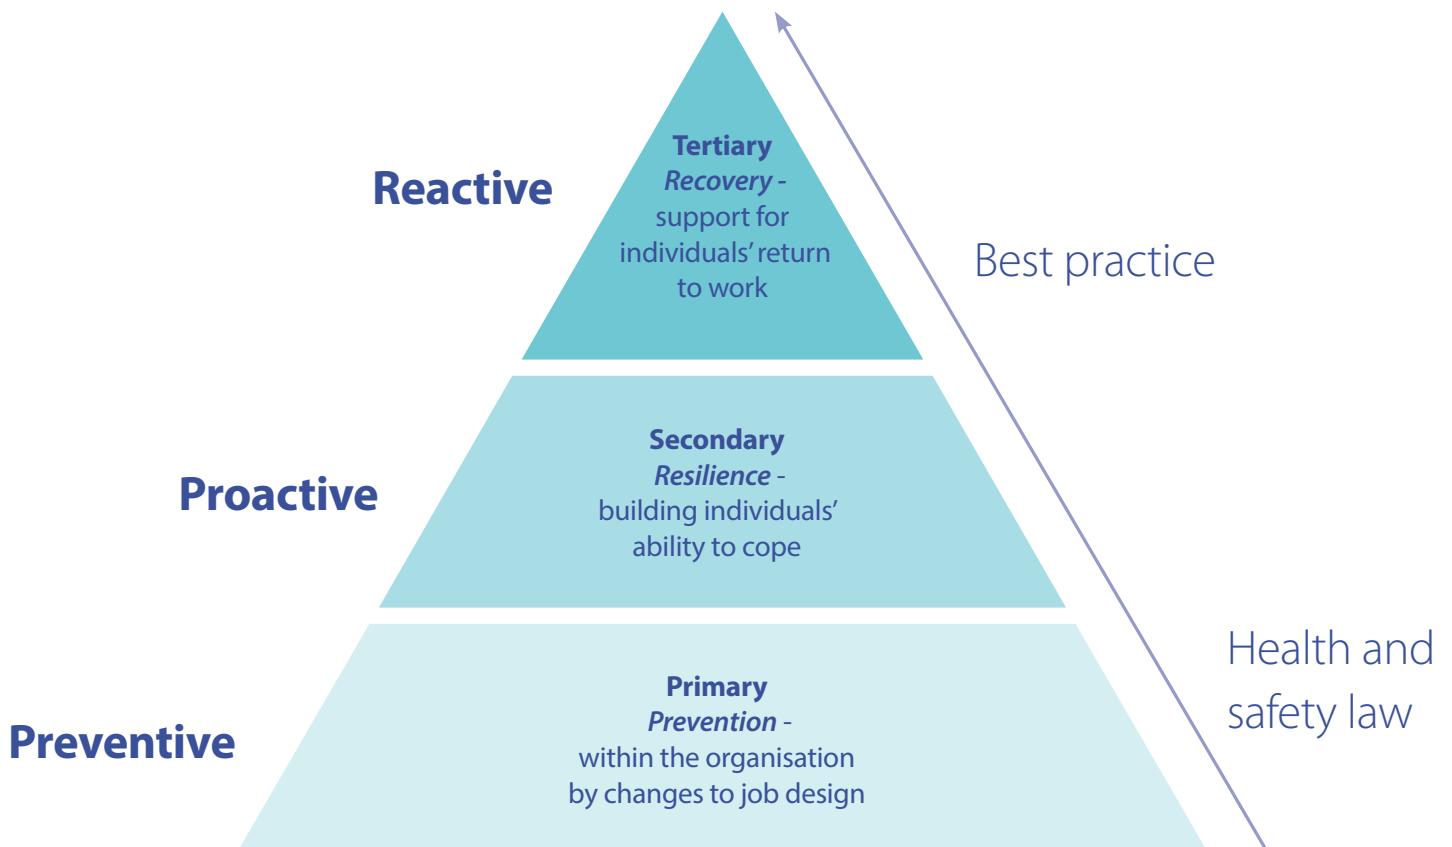 Tertiary
Recovery -
support for
individuals’ return
to work
Reactive
Best practice
Secondary
Resilience -
building individuals’
ability to cope
Proactive
Health and
safety law
Primary
Prevention -
within the organisation
by changes to job design
Preventive